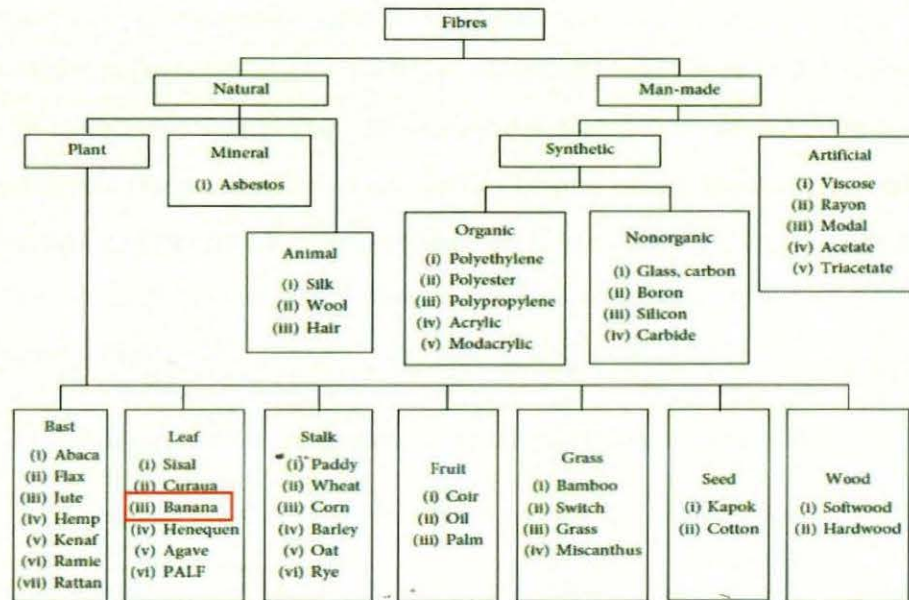 Fibres
Natural
Man-made
Plant
Mineral
(i) Asbestos
Animal
(i) Silk
(ii) Wool
(iii) Hair
Synthetic
Organic
(i) Polyethylene
(ii) Polyester
(iii) Polypropylene
(iv) Acrylic
(v) Modacrylic
Nonorganic
(i) Glass, carbon
(ii) Boron
(iii) Silicon
(iv) Carbide
Artificial
(i) Viscose
(ii) Rayon
(iii) Modal
(iv) Acetate
(v) Triacetate
Bast
(i) Abaca
(ii) Flax
(iii) Jute
(iv) Hemp
(v) Kenaf
(vi) Ramie
(vii) Rattan
Leaf
(i) Sisal
(ii) Curaua
(iii) Banana
(iv) Henequen
(v) Agave
(vi) PALF
Stalk
(i) Paddy
(ii) Wheat
(iii) Corn
(iv) Barley
(v) Oat
(vi) Rye
Fruit
(i) Coir
(ii) Oil
(iii) Palm
Grass
(i) Bamboo
(ii) Switch
(iii) Grass
(iv) Miscanthus
Seed
(i) Kapok
(ii) Cotton
Wood
(i) Softwood
(ii) Hardwood